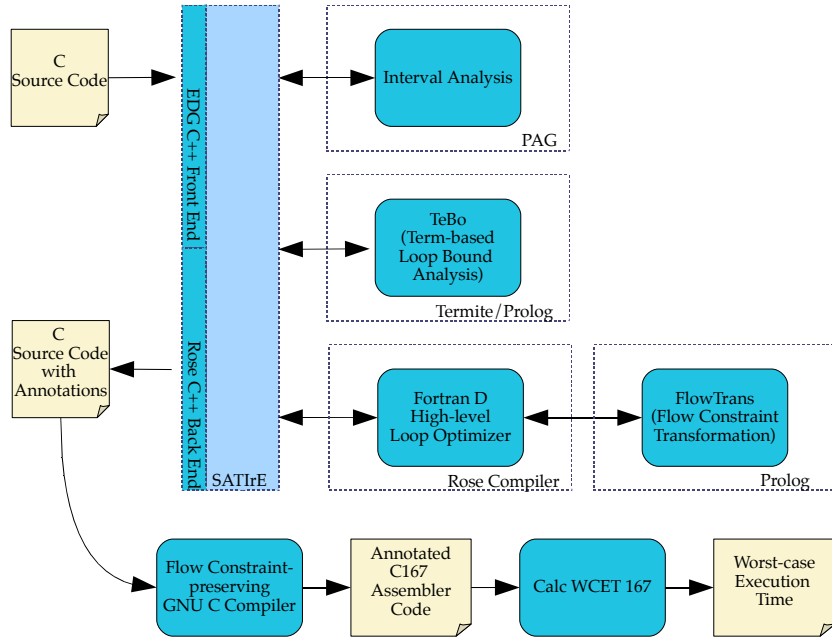 C
Source Code
EDG C++ Front End
Interval Analysis
PAG
TeBo
(Term-based
Loop Bound
Analysis)
Termite/Prolog
C
Source Code
with
Annotations
Rose C++ Back End
SATIrE
Fortran D
High-level
Loop Optimizer
Rose Compiler
FlowTrans
(Flow Constraint
Transformation)
Prolog
Flow Constraint-
preserving
GNU C Compiler
Annotated
C167
Assembler
Code
Calc WCET 167
Worst-case
Execution
Time